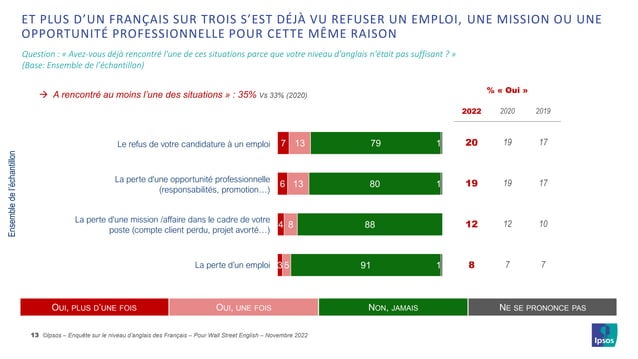 ET PLUS D’UN FRANÇAIS SUR TROIS S’EST DÉJÀ VU REFUSER UN EMPLOI, UNE MISSION OU UNE
OPPORTUNITÉ PROFESSIONNELLE POUR CETTE MÊME RAISON
Question : « Avez-vous déjà rencontré l'une de ces situations parce que votre niveau d'anglais n'était pas suffisant ? »
(Base: Ensemble de l’échantillon)
→ A rencontré au moins l’une des situations » : 35% Vs 33% (2020)
% « Oui »
2022 2020 2019
Le refus de votre candidature à un emploi 7 13 79 1 20 19 17
La perte d'une opportunité professionnelle
(responsabilités, promotion…) 6 13 80 1 19 19 17
La perte d'une mission /affaire dans le cadre de votre
poste (compte client perdu, projet avorté…) 4 8 88 12 12 10
La perte d’un emploi 3 5 91 1 8 7 7
Ensemble de l'échantillon
OUI, PLUS D’UNE FOIS OUI, UNE FOIS NON, JAMAIS NE SE PRONONCE PAS
13 ©Ipsos – Enquête sur le niveau d’anglais des Français – Pour Wall Street English – Novembre 2022
Ipsos